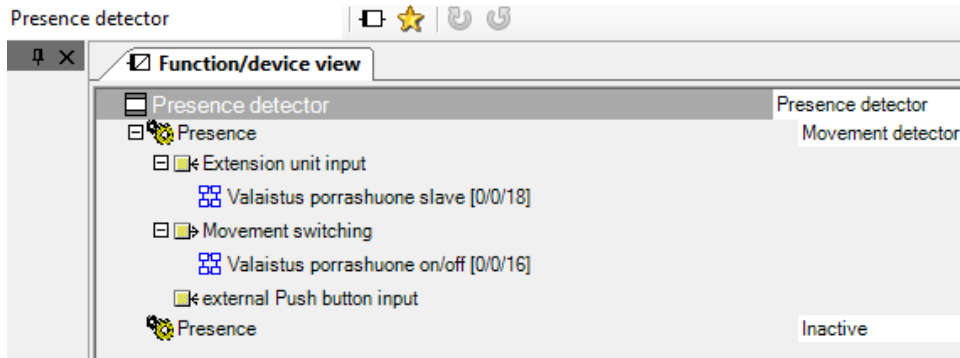 Presence detector
Function/device view
Presence detector Presence detector
Presence Movement detector
Extension unit input
Valaistus porrashuone slave [0/0/18]
Movement switching
Valaistus porrashuone on/off [0/0/16]
external Push button input
Presence Inactive